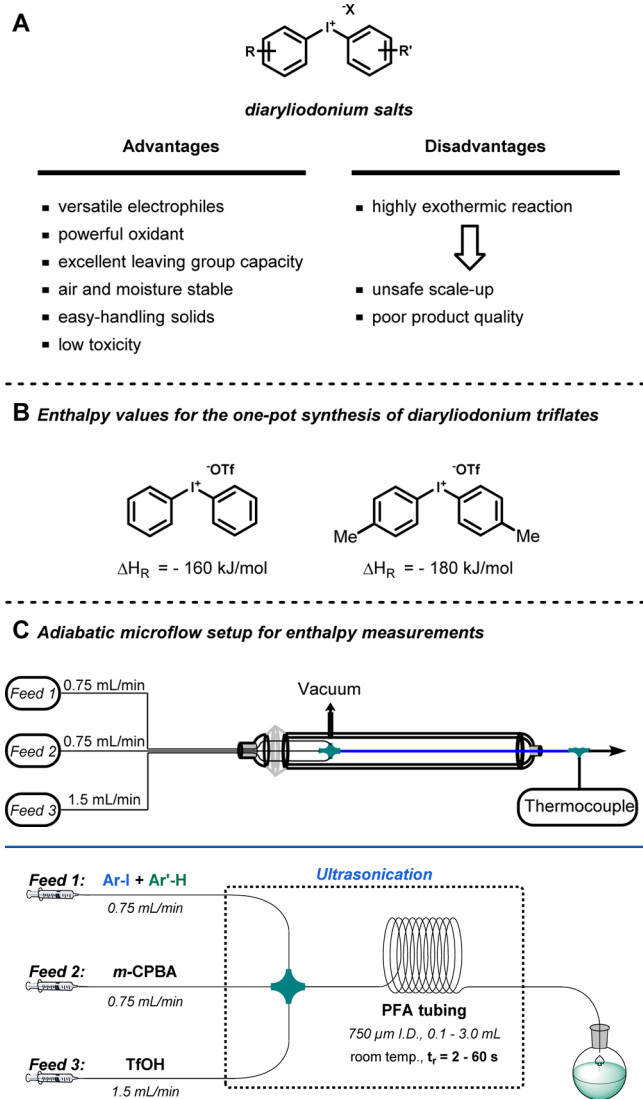 A
R
I+
-X
R'
diaryliodonium salts
Advantages
Disadvantages
▪ versatile electrophiles
▪ powerful oxidant
▪ excellent leaving group capacity
▪ air and moisture stable
▪ easy-handling solids
▪ low toxicity
▪ highly exothermic reaction
▪ unsafe scale-up
▪ poor product quality
B Enthalpy values for the one-pot synthesis of diaryliodonium triflates
I+
-OTf
ΔHR = - 160 kJ/mol
I+
-OTf
Me
Me
ΔHR = - 180 kJ/mol
C Adiabatic microflow setup for enthalpy measurements
Feed 1
0.75 mL/min
Feed 2
0.75 mL/min
Feed 3
1.5 mL/min
Vacuum
Thermocouple
Feed 1: Ar-I + Ar'-H
0.75 mL/min
Feed 2: m-CPBA
0.75 mL/min
Feed 3: TfOH
1.5 mL/min
Ultrasonication
PFA tubing
750 μm I.D., 0.1 - 3.0 mL
room temp., tr = 2 - 60 s